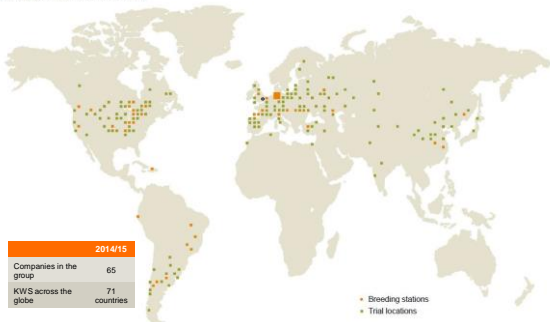 2014/15
Companies in the
group
65
KWS across the
globe
71
countries
Breeding stations
Trial locations